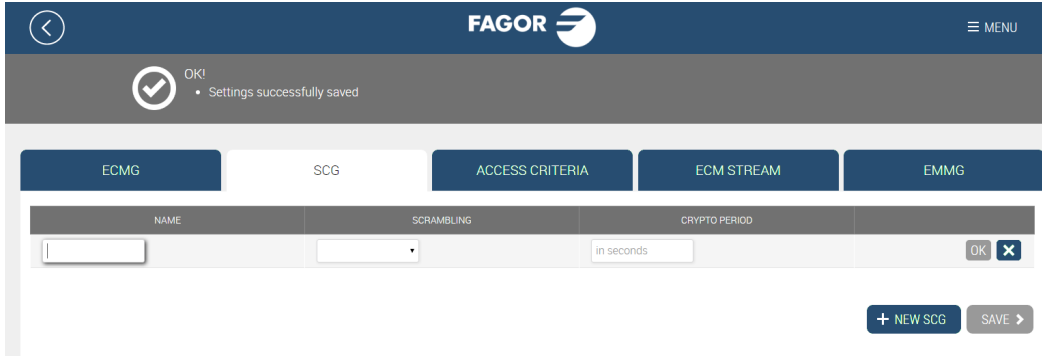 FAGOR
MENU
OK!
• Settings successfully saved
ECMG SCG ACCESS CRITERIA ECM STREAM EMMG
NAME SCRAMBLING CRYPTO PERIOD
in seconds OK
+ NEW SCG SAVE